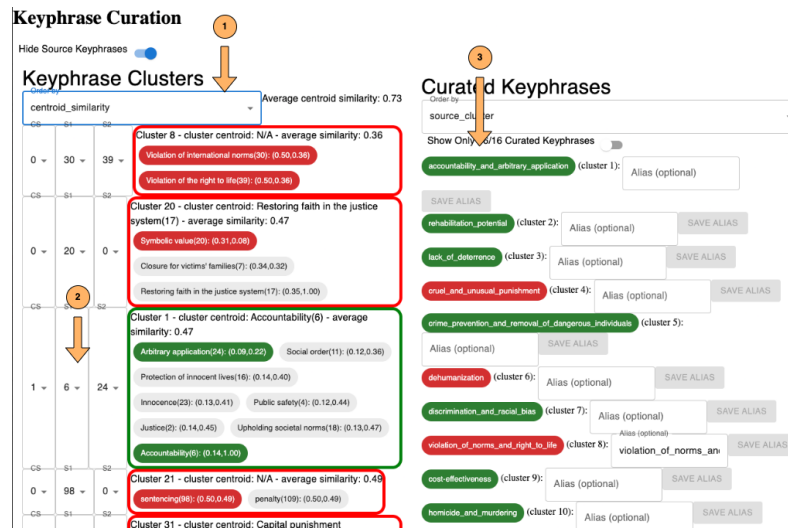 Keyphrase Curation
1
Hide Source Keyphrases
2
3
Keyphrase Clusters
Order by
centroid_similarity
Average centroid similarity: 0.73
CS S1 S2
Cluster 8 - cluster centroid: N/A - average similarity: 0.36
0 30 39
Violation of international norms(30): (0.50,0.36)
Violation of the right to life(39): (0.50,0.36)
CS S1 S2
Cluster 20 - cluster centroid: Restoring faith in the justice
system(17) - average similarity: 0.47
0 20 0
Symbolic value(20): (0.31,0.08)
Closure for victims' families(7): (0.34,0.32)
Restoring faith in the justice system(17): (0.35,1.00)
CS S2
Cluster 1 - cluster centroid: Accountability(6) - average
similarity: 0.47
1 6 24
Arbitrary application(24): (0.09,0.22) Social order(11): (0.12,0.36)
Protection of innocent lives(16): (0.14,0.40)
Innocence(23): (0.13,0.41) Public safety(4): (0.12,0.44)
Justice(2): (0.14,0.45) Upholding societal norms(18): (0.13,0.47)
Accountability(6): (0.14,1.00)
CS S1 S2
Cluster 21 - cluster centroid: N/A - average similarity: 0.49
0 98 0
sentencing(98): (0.50,0.49) penalty(109): (0.50,0.49)
CS S1 S2
Cluster 31 - cluster centroid: Capital punishment
Curated Keyphrases
Order by
source_cluster
Show Only 16/16 Curated Keyphrases
accountability_and_arbitrary_application (cluster 1): Alias (optional)
SAVE ALIAS
rehabilitation_potential (cluster 2): Alias (optional) SAVE ALIAS
lack_of_deterrence (cluster 3): Alias (optional) SAVE ALIAS
cruel_and_unusual_punishment (cluster 4): Alias (optional) SAVE ALIAS
crime_prevention_and_removal_of_dangerous_individuals (cluster 5):
Alias (optional) SAVE ALIAS
dehumanization (cluster 6): Alias (optional) SAVE ALIAS
discrimination_and_racial_bias (cluster 7): Alias (optional) SAVE ALIAS
Alias (optional)
violation_of_norms_and_right_to_life (cluster 8): violation_of_norms_an SAVE ALIAS
cost-effectiveness (cluster 9): Alias (optional) SAVE ALIAS
homicide_and_murdering (cluster 10): Alias (optional) SAVE ALIAS